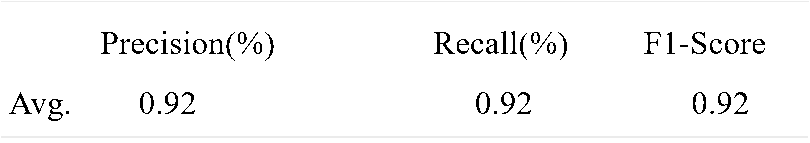 Precision(%) Recall(%) F1-Score
Avg. 0.92 0.92 0.92